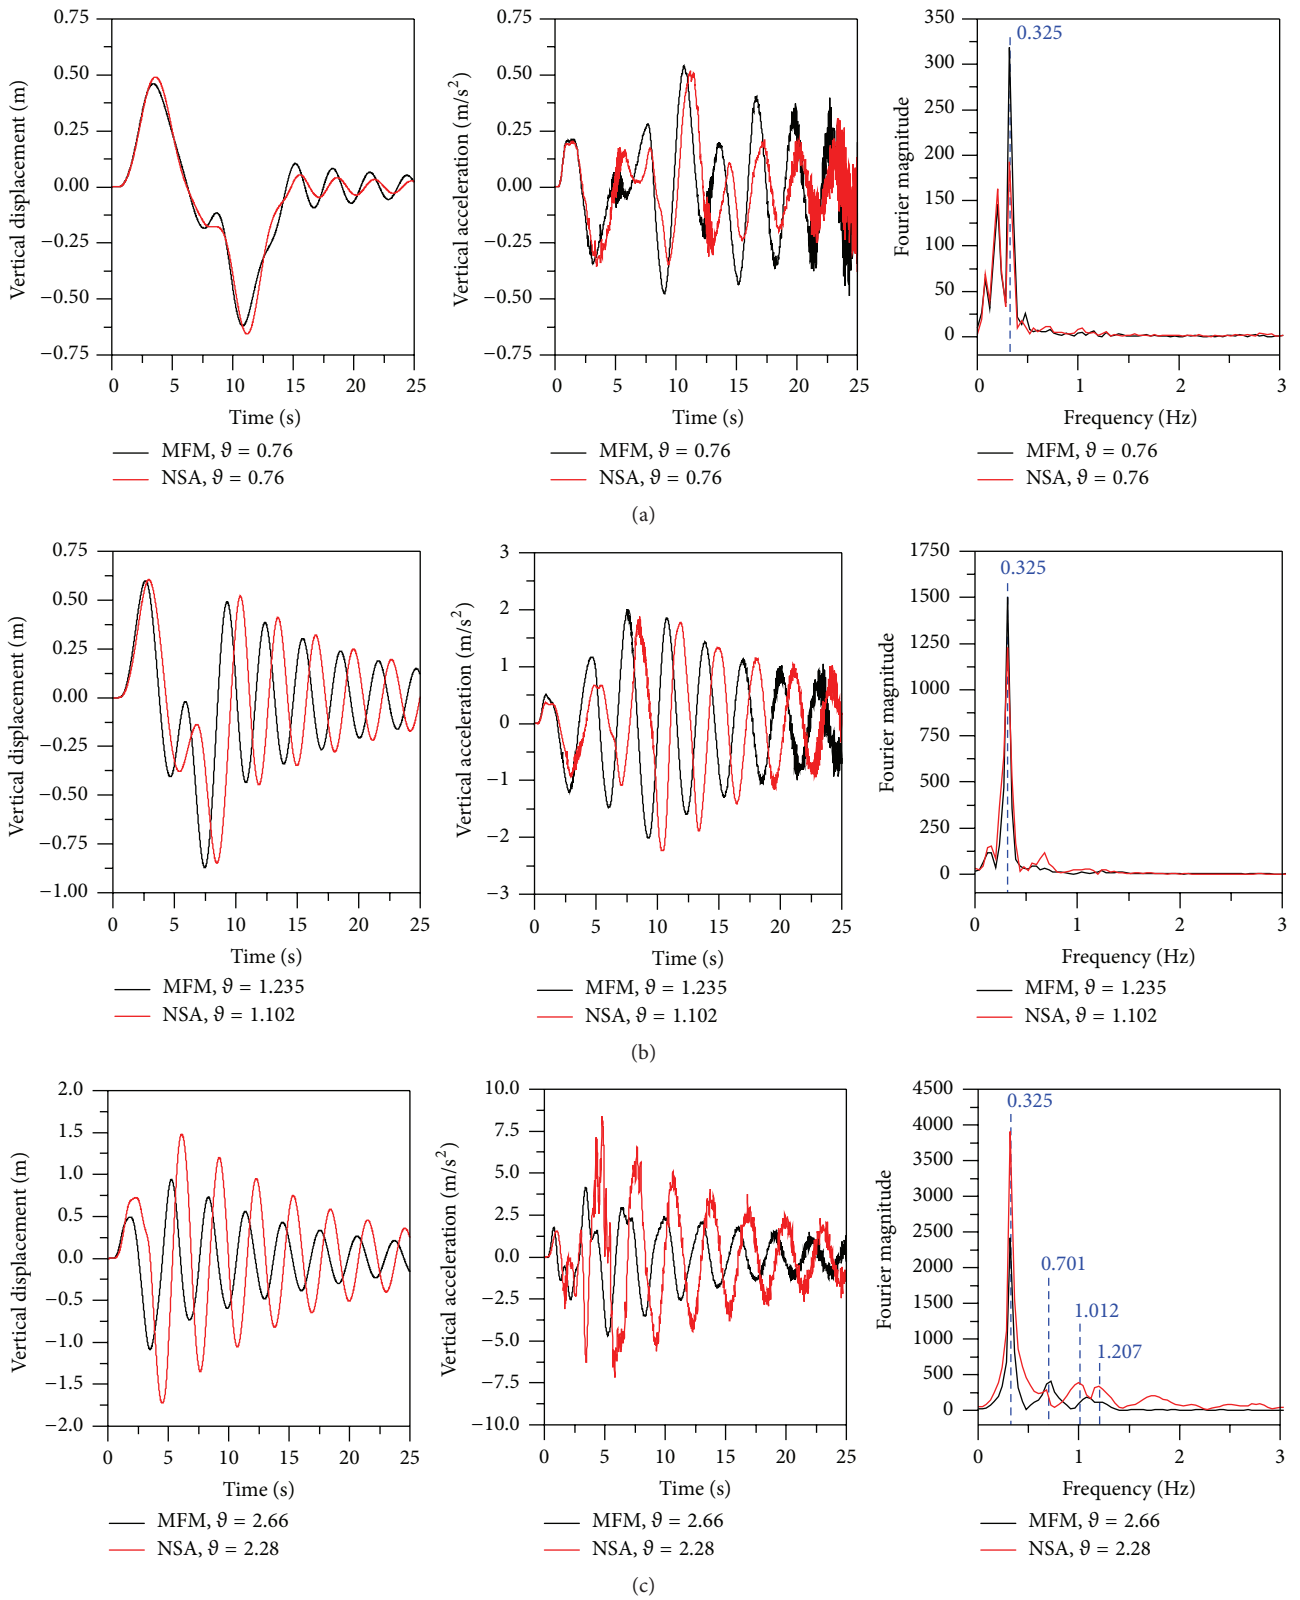 0.75
0.50
0.25
0.00
−0.25
−0.50
−0.75
Vertical displacement (m)
0 5 10 15 20 25
Time (s)
MFM, ϑ = 0.76
NSA, ϑ = 0.76
0.75
0.50
0.25
0.00
−0.25
−0.50
−0.75
Vertical acceleration (m/s²)
0 5 10 15 20 25
Time (s)
MFM, ϑ = 0.76
NSA, ϑ = 0.76
350
300
250
200
150
100
50
0
Fourier magnitude
0.325
0 1 2 3
Frequency (Hz)
MFM, ϑ = 0.76
NSA, ϑ = 0.76
(a)
0.75
0.50
0.25
0.00
−0.25
−0.50
−0.75
−1.00
Vertical displacement (m)
0 5 10 15 20 25
Time (s)
MFM, ϑ = 1.235
NSA, ϑ = 1.102
3
2
1
0
−1
−2
−3
Vertical acceleration (m/s²)
0 5 10 15 20 25
Time (s)
MFM, ϑ = 1.235
NSA, ϑ = 1.102
1750
1500
1250
1000
750
500
250
0
Fourier magnitude
0.325
0 1 2 3
Frequency (Hz)
MFM, ϑ = 1.235
NSA, ϑ = 1.102
(b)
2.0
1.5
1.0
0.5
0.0
−0.5
−1.0
−1.5
−2.0
Vertical displacement (m)
0 5 10 15 20 25
Time (s)
MFM, ϑ = 2.66
NSA, ϑ = 2.28
10.0
7.5
5.0
2.5
0.0
−2.5
−5.0
−7.5
−10.0
Vertical acceleration (m/s²)
0 5 10 15 20 25
Time (s)
MFM, ϑ = 2.66
NSA, ϑ = 2.28
4500
4000
3500
3000
2500
2000
1500
1000
500
0
Fourier magnitude
0.325
0.701
1.012
1.207
0 1 2 3
Frequency (Hz)
MFM, ϑ = 2.66
NSA, ϑ = 2.28
(c)